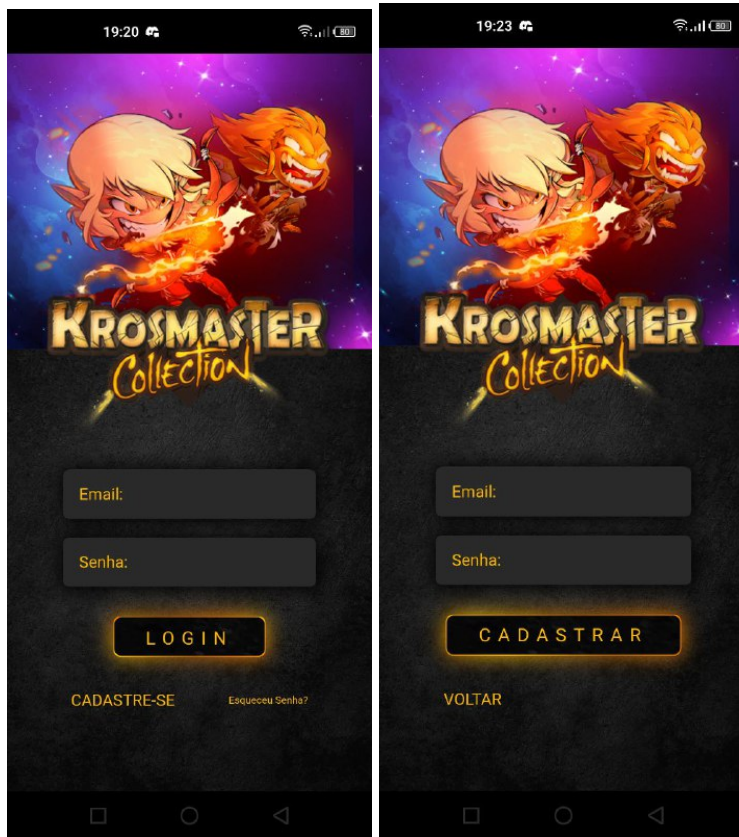 19:20
80
KROSMASTER
COLLECTION
Email:
Senha:
LOGIN
CADASTRE-SE
Esqueceu Senha?
19:23
80
KROSMASTER
COLLECTION
Email:
Senha:
CADASTRAR
VOLTAR